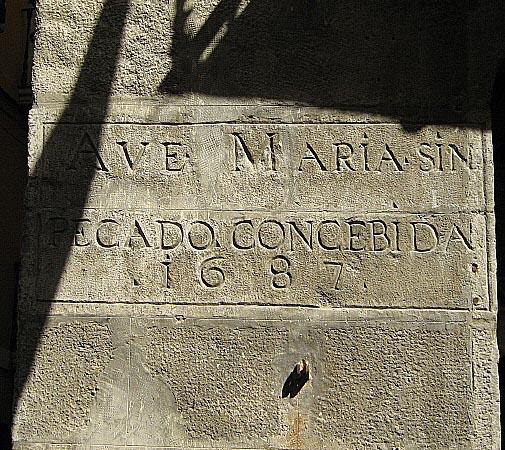 AVE MARIA SIN
PECADO CONCEBIDA
1687